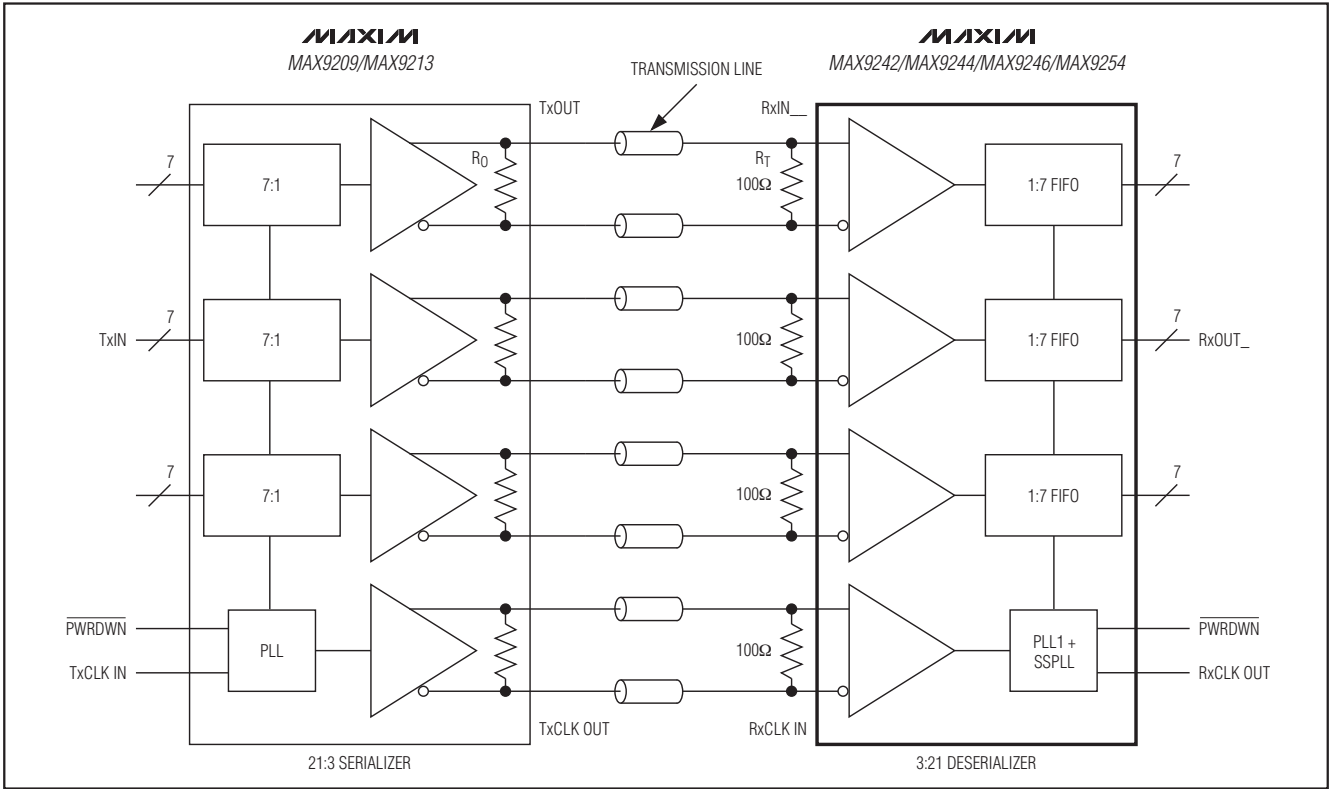 MAXIM
MAX9209/MAX9213
MAXIM
MAX9242/MAX9244/MAX9246/MAX9254
TRANSMISSION LINE
TxOUT
RxIN__
7
7:1
RO
RT
100Ω
1:7 FIFO
7
TxIN
7
7:1
100Ω
1:7 FIFO
7
RxOUT_
7
7:1
100Ω
1:7 FIFO
7
PWRDWN
TxCLK IN
PLL
100Ω
PLL1 +
SSPLL
PWRDWN
RxCLK OUT
TxCLK OUT
RxCLK IN
21:3 SERIALIZER
3:21 DESERIALIZER